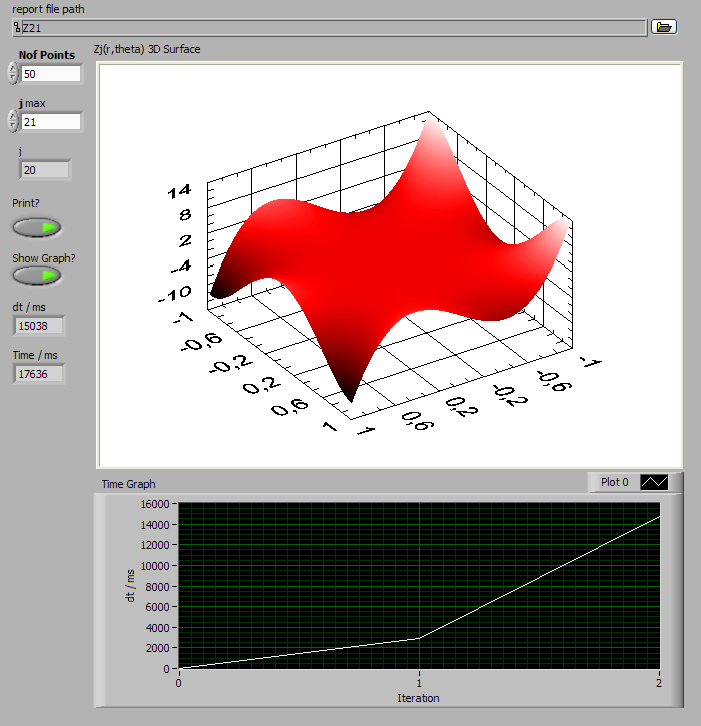 report file path
Z21
Zj(r,theta) 3D Surface
Nof Points
50
j max
21
j
20
Print?
Show Graph?
dt / ms
15038
Time / ms
17636
14
8
2
-4
-10
-1
-0,6
-0,2
0,2
0,6
1
1
0,6
0,2
-0,2
-0,6
-1
Time Graph
Plot 0
16000
14000
12000
10000
8000
6000
4000
2000
0
dt / ms
0 1 2
Iteration